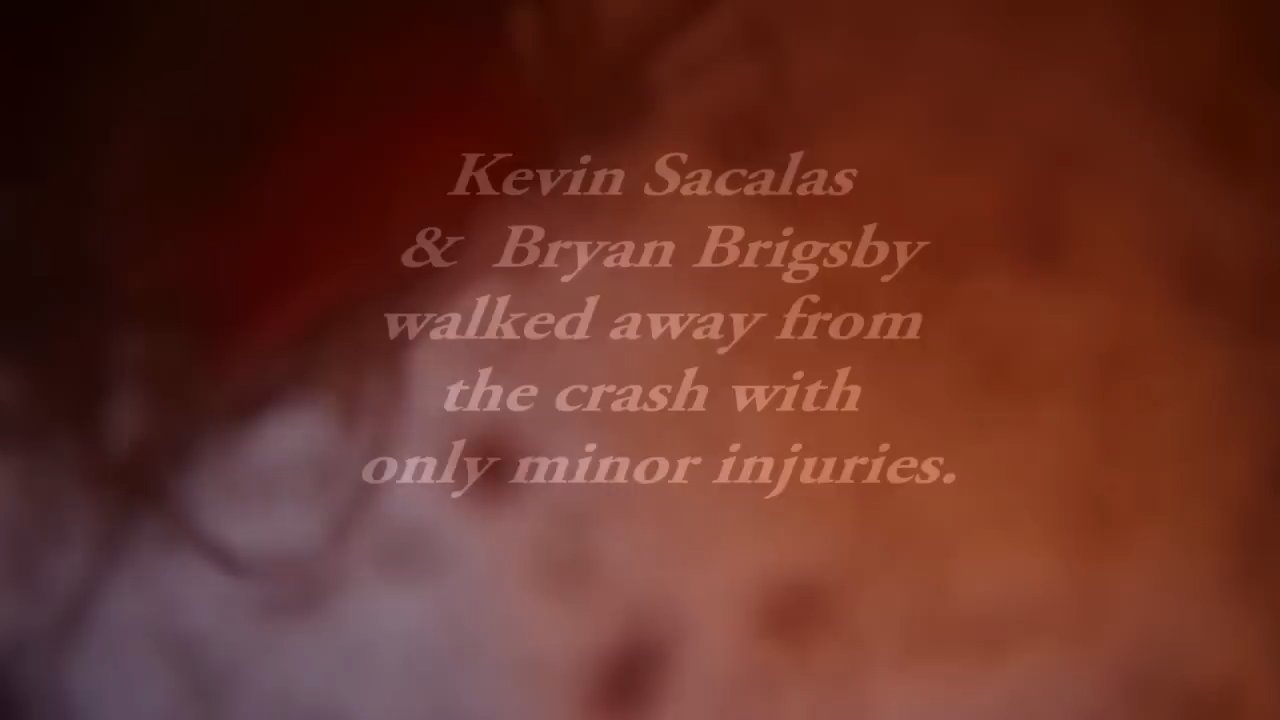 Kevin Sacalas
& Bryan Brigsby
walked away from
the crash with
only minor injuries.